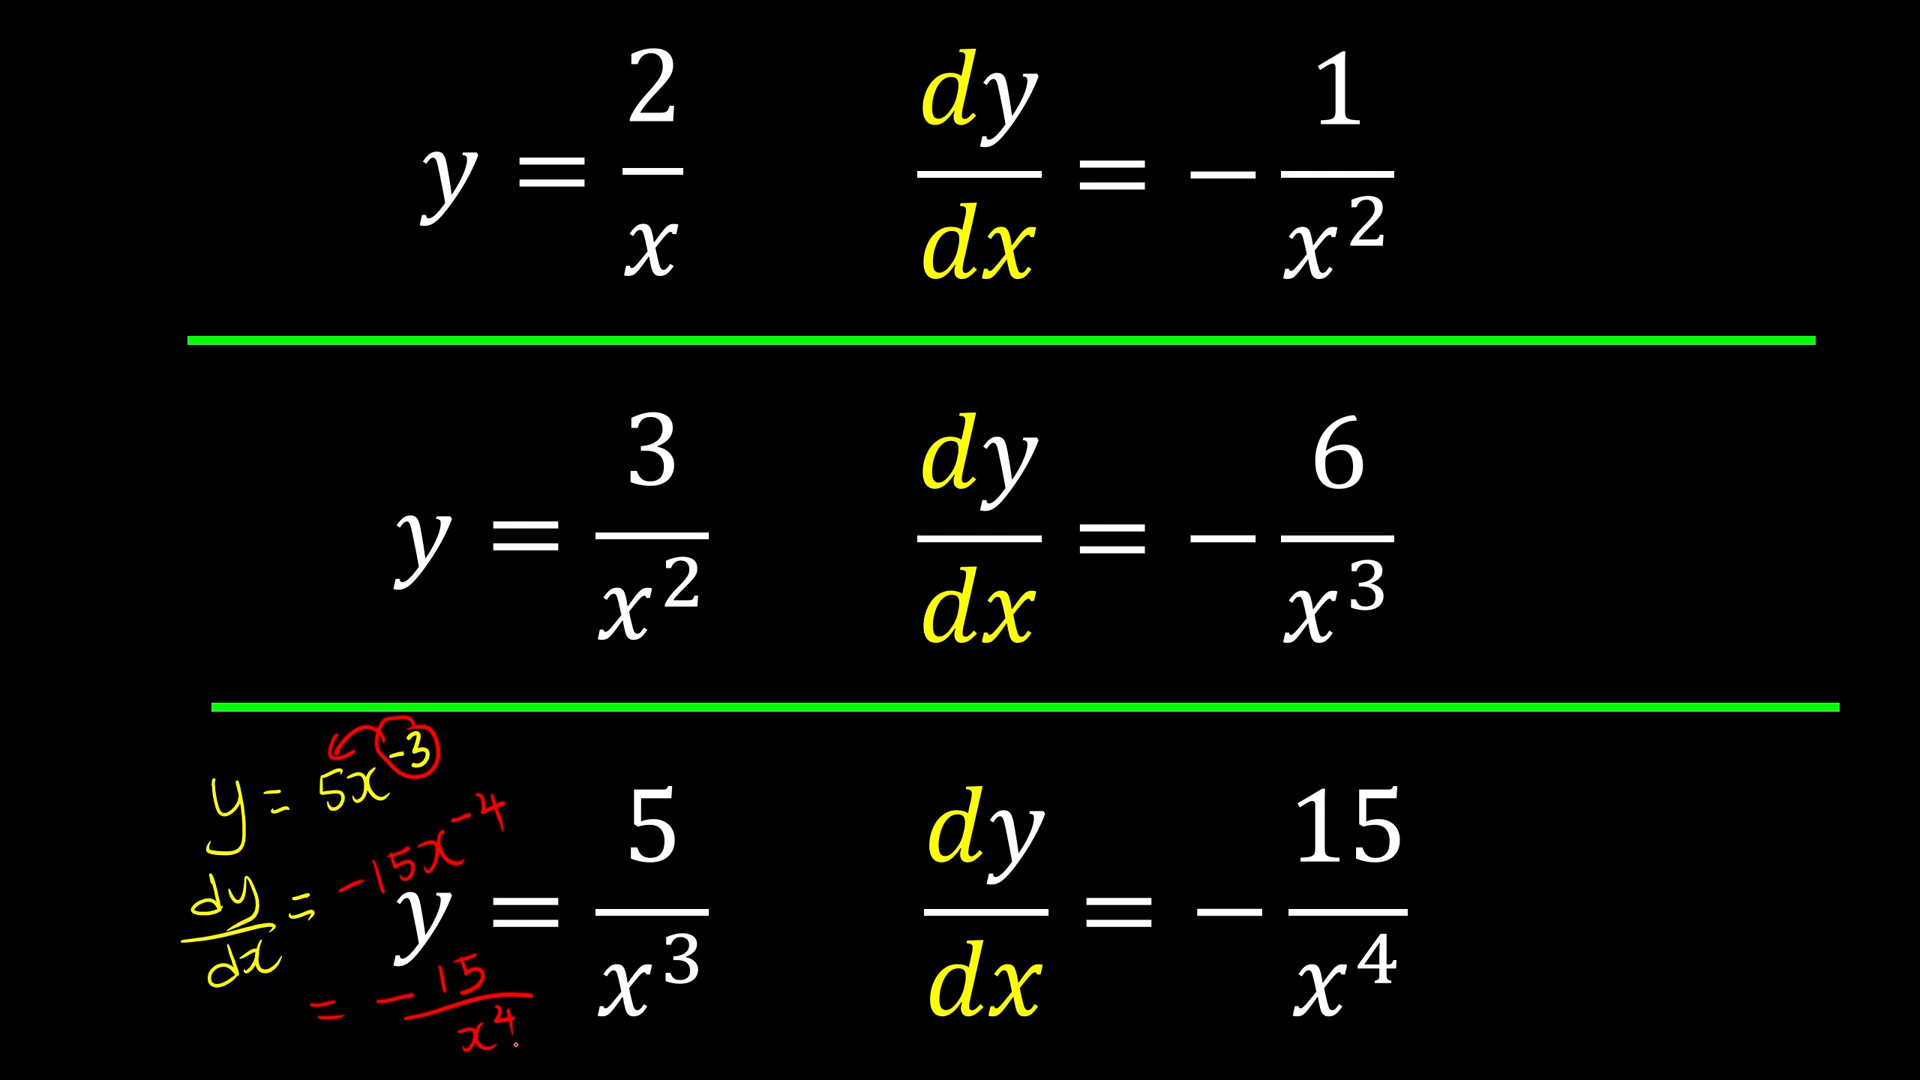 y = 2/x    dy/dx = − 1/x²
y = 3/x²    dy/dx = − 6/x³
y = 5x⁻³
dy/dx = −15x⁻⁴
= − 15/x⁴
y = 5/x³    dy/dx = − 15/x⁴